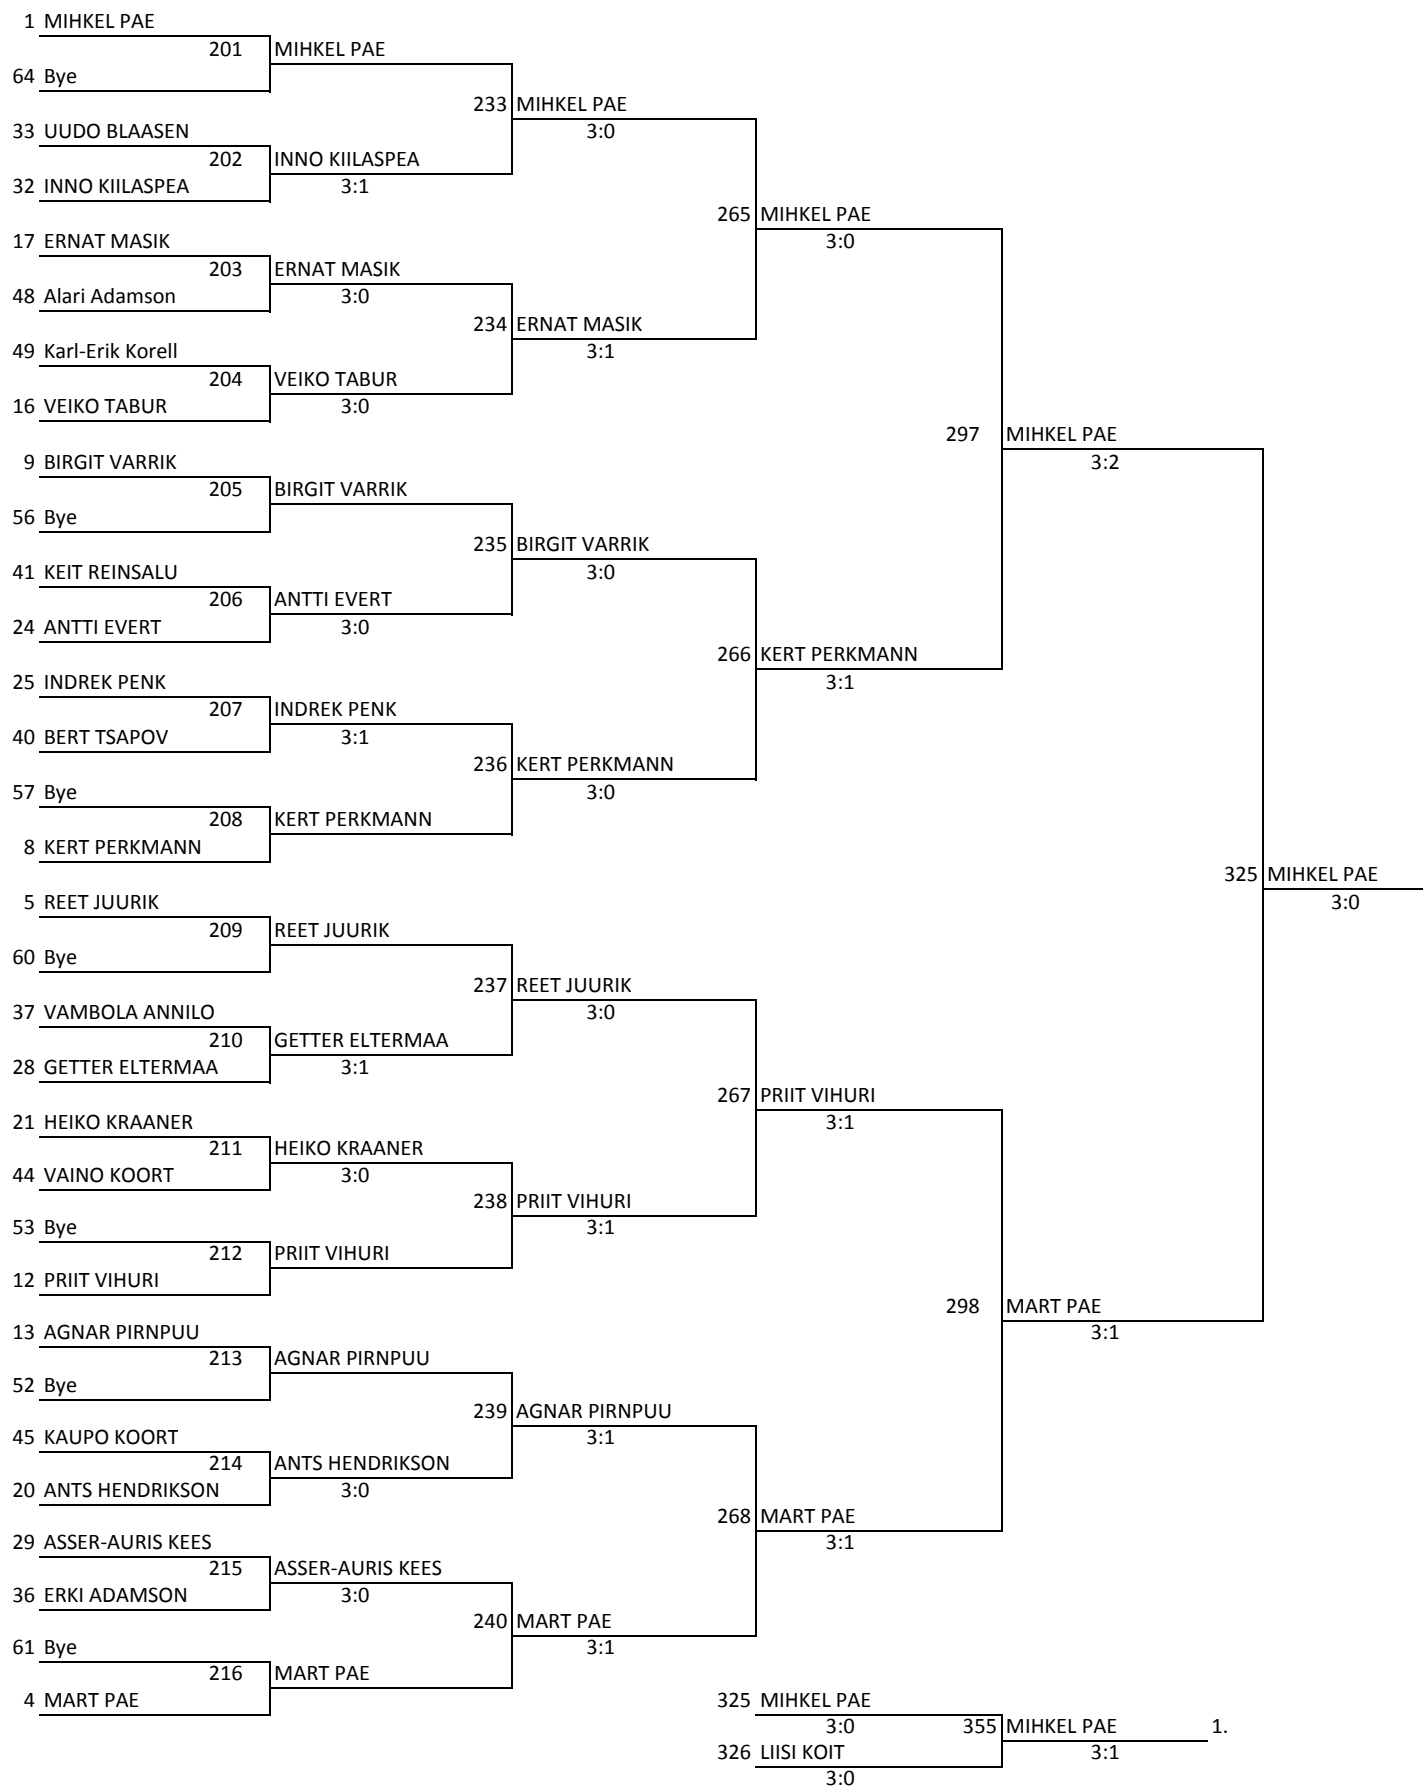 1 MIHKEL PAE
201 MIHKEL PAE
64 Bye
233 MIHKEL PAE
3:0
33 UUDO BLAASEN
202 INNO KIILASPEA
32 INNO KIILASPEA 3:1
265 MIHKEL PAE
3:0
17 ERNAT MASIK
203 ERNAT MASIK
48 Alari Adamson 3:0
234 ERNAT MASIK
3:1
49 Karl-Erik Korell
204 VEIKO TABUR
16 VEIKO TABUR 3:0
297 MIHKEL PAE
3:2
9 BIRGIT VARRIK
205 BIRGIT VARRIK
56 Bye
235 BIRGIT VARRIK
3:0
41 KEIT REINSALU
206 ANTTI EVERT
24 ANTTI EVERT 3:0
266 KERT PERKMANN
3:1
25 INDREK PENK
207 INDREK PENK
40 BERT TSAPOV 3:1
236 KERT PERKMANN
3:0
57 Bye
208 KERT PERKMANN
8 KERT PERKMANN
325 MIHKEL PAE
3:0
5 REET JUURIK
209 REET JUURIK
60 Bye
237 REET JUURIK
3:0
37 VAMBOLA ANNILO
210 GETTER ELTERMAA
28 GETTER ELTERMAA 3:1
267 PRIIT VIHURI
3:1
21 HEIKO KRAANER
211 HEIKO KRAANER
44 VAINO KOORT 3:0
238 PRIIT VIHURI
3:1
53 Bye
212 PRIIT VIHURI
12 PRIIT VIHURI
298 MART PAE
3:1
13 AGNAR PIRNPUU
213 AGNAR PIRNPUU
52 Bye
239 AGNAR PIRNPUU
3:1
45 KAUPO KOORT
214 ANTS HENDRIKSON
20 ANTS HENDRIKSON 3:0
268 MART PAE
3:1
29 ASSER-AURIS KEES
215 ASSER-AURIS KEES
36 ERKI ADAMSON 3:0
240 MART PAE
3:1
61 Bye
216 MART PAE
4 MART PAE
325 MIHKEL PAE
3:0 355 MIHKEL PAE 1.
326 LIISI KOIT 3:1
3:0